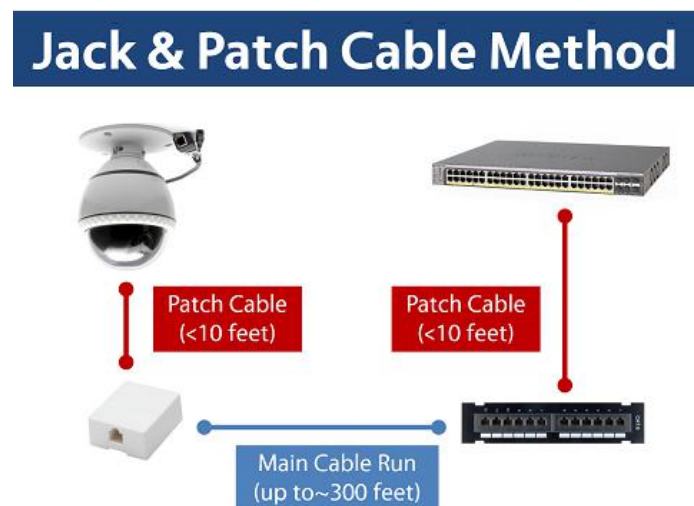 Jack & Patch Cable Method
Patch Cable
(<10 feet)
Patch Cable
(<10 feet)
Main Cable Run
(up to~300 feet)